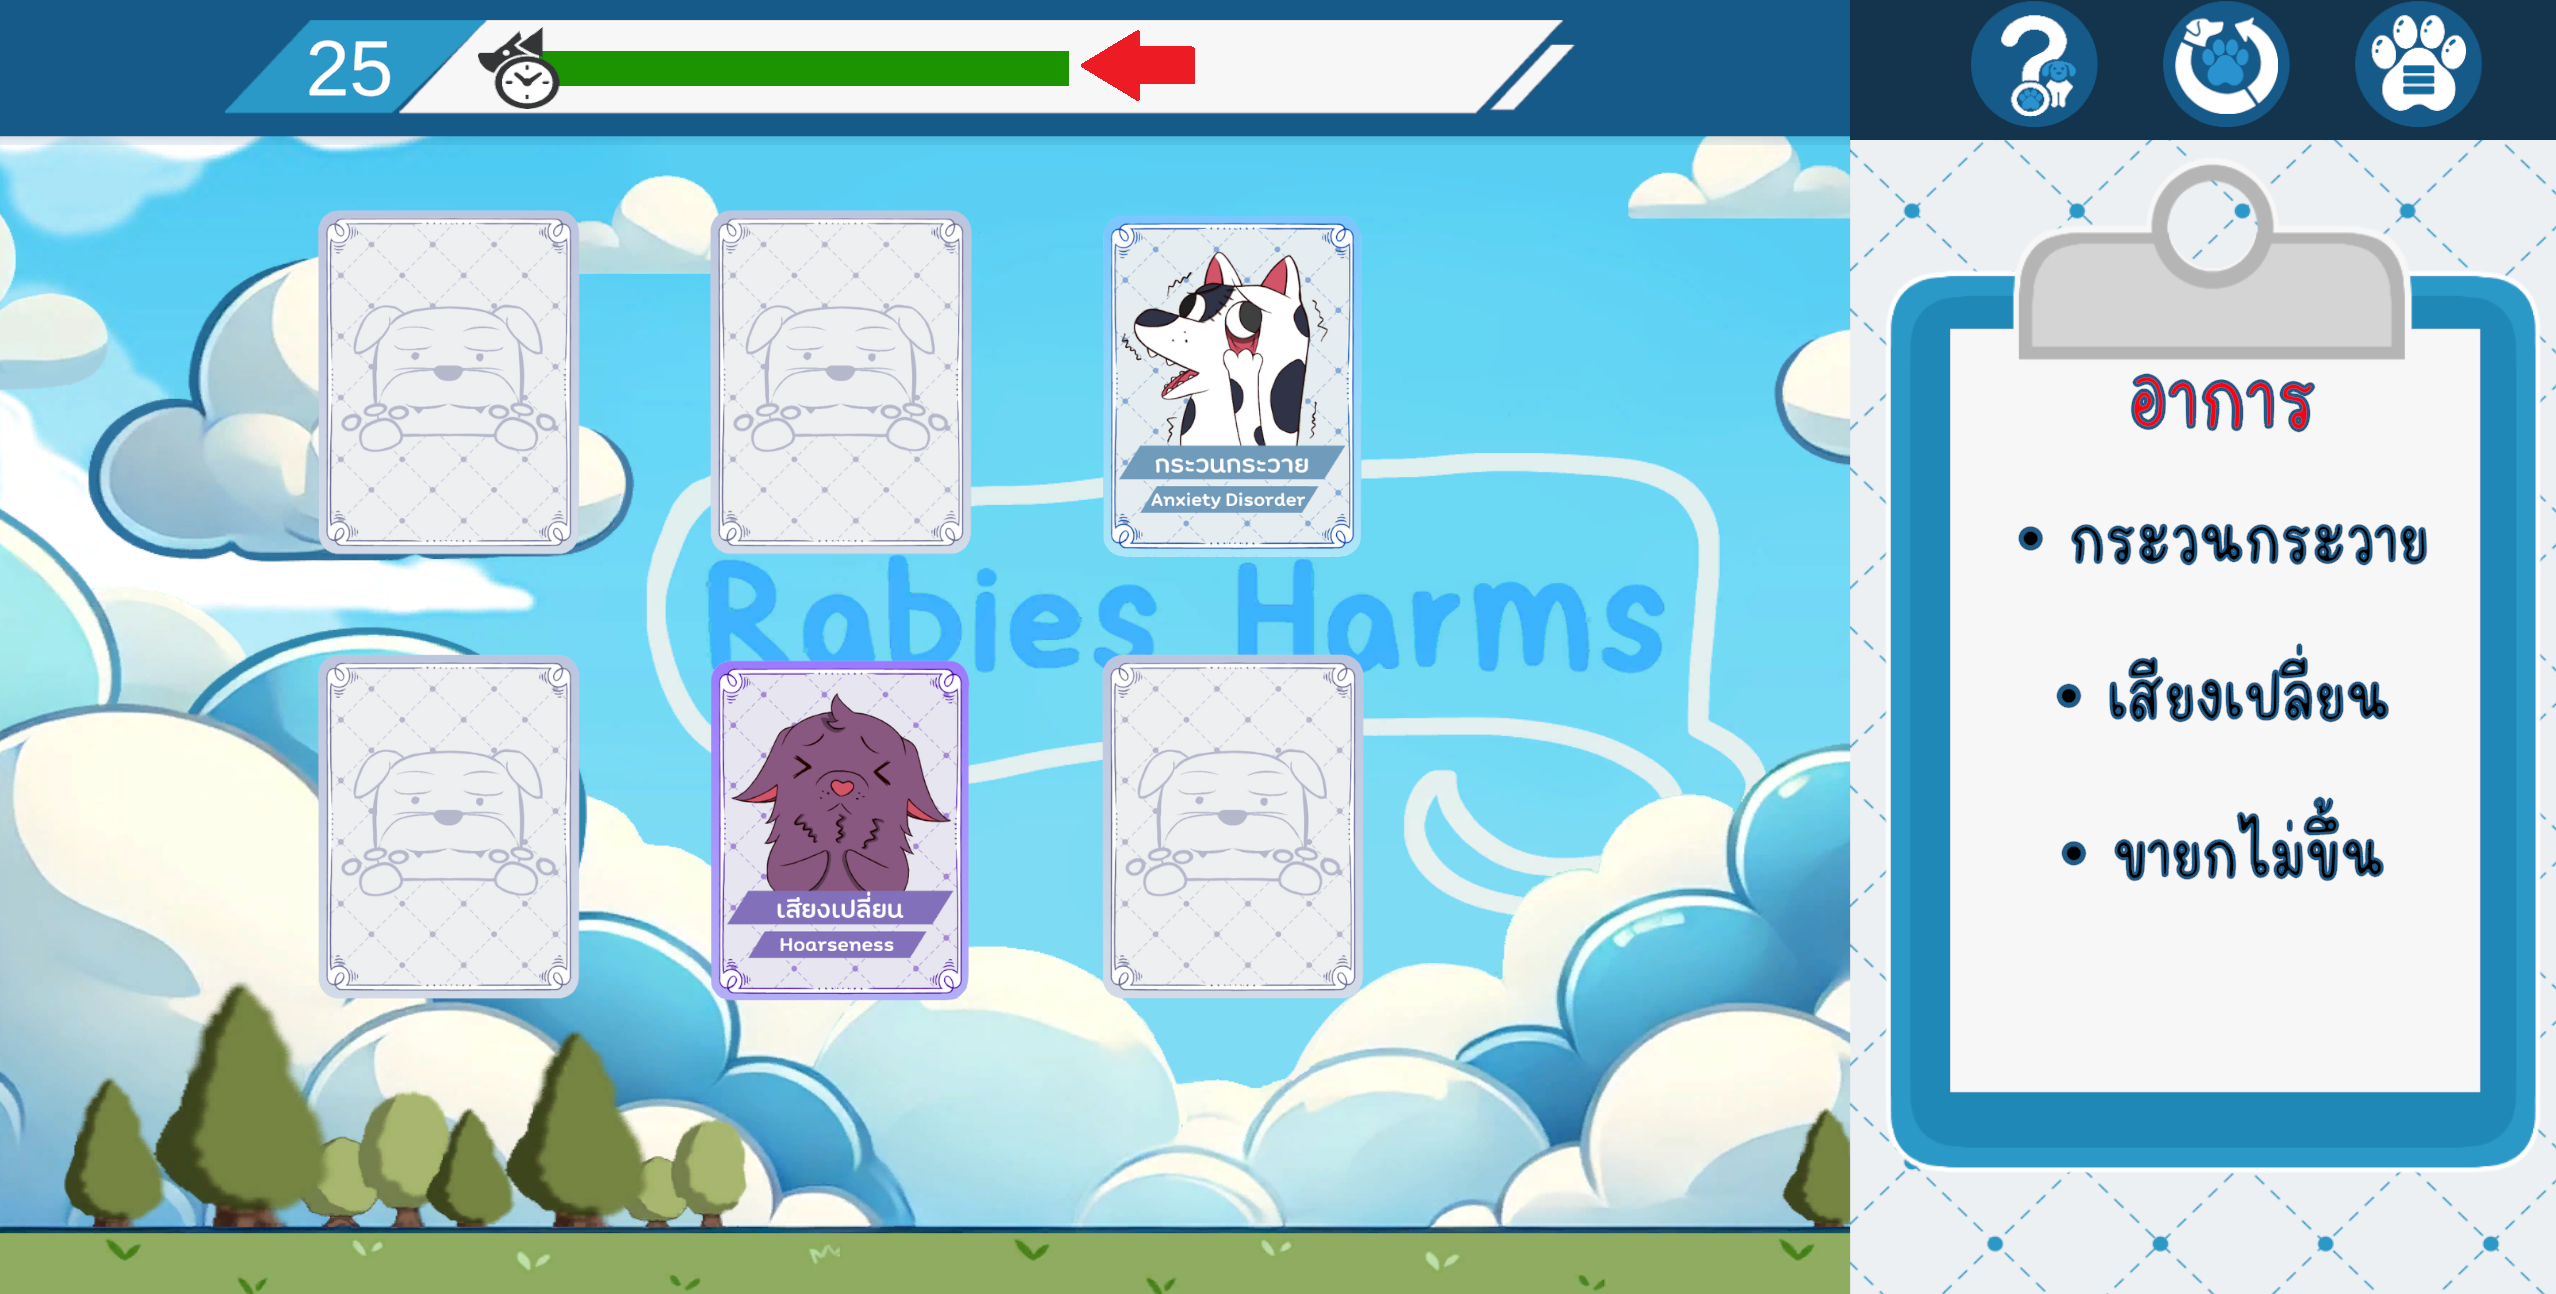 25
กระวนกระวาย
Anxiety Disorder
Rabies Harms
เสียงเปลี่ยน
Hoarseness
อาการ
• กระวนกระวาย
• เสียงเปลี่ยน
• ขายกไม่ขึ้น